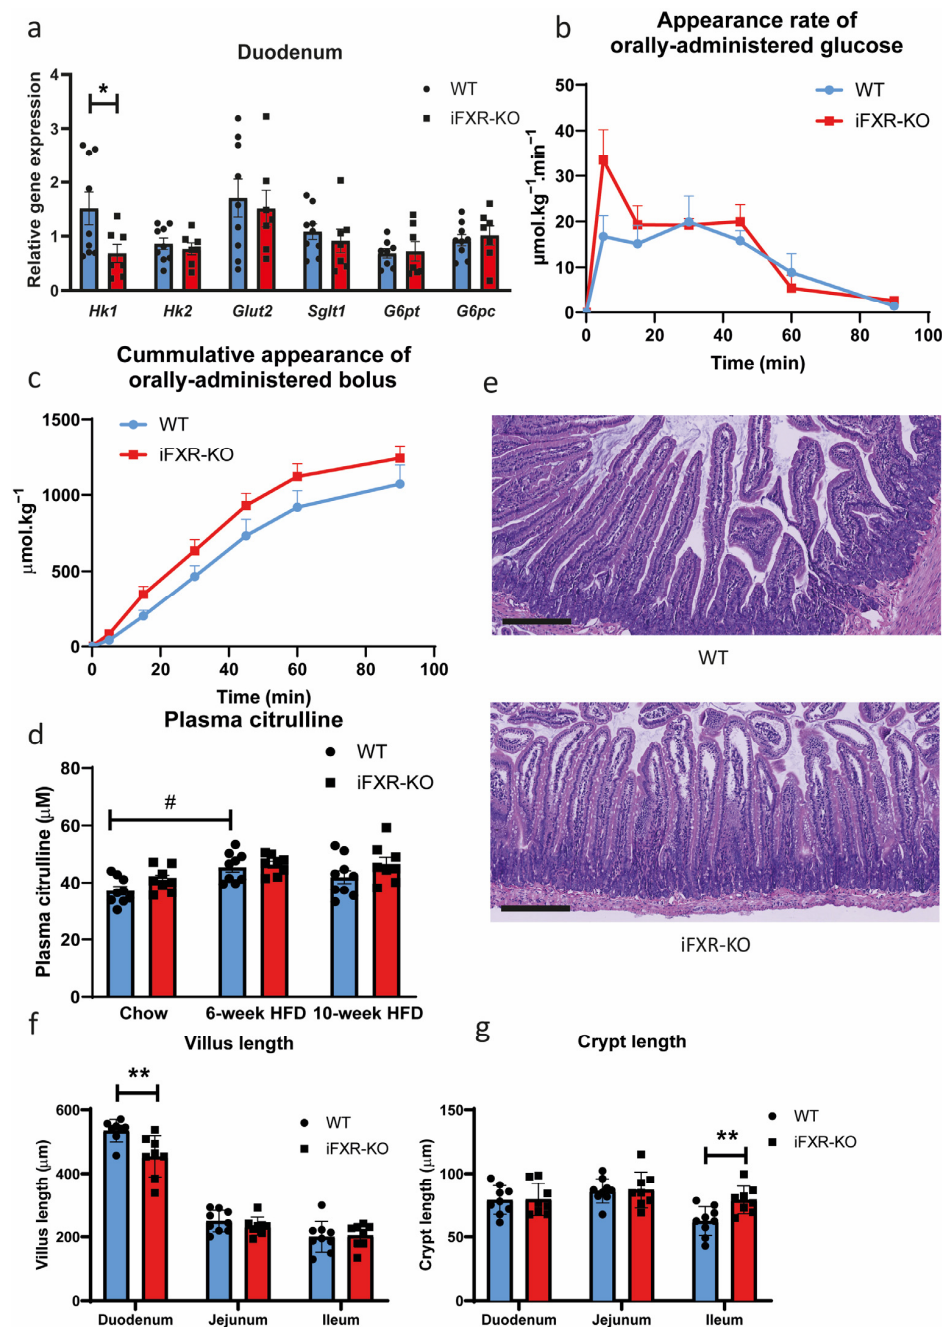 a
Duodenum
Relative gene expression
4
3
2
1
0
*
WT
iFXR-KO
Hk1 Hk2 Glut2 Sglt1 G6pt G6pc
b
Appearance rate of
orally-administered glucose
μmol.kg⁻¹.min⁻¹
50
40
30
20
10
0
WT
iFXR-KO
0 20 40 60 80 100
Time (min)
c
Cummulative appearance of
orally-administered bolus
μmol.kg⁻¹
1500
1000
500
0
WT
iFXR-KO
0 20 40 60 80 100
Time (min)
d
Plasma citrulline
Plasma citrulline (μM)
80
60
40
20
0
#
WT
iFXR-KO
Chow 6-week HFD 10-week HFD
e
WT
iFXR-KO
f
Villus length
Villus length (μm)
600
400
200
0
**
WT
iFXR-KO
Duodenum Jejunum Ileum
g
Crypt length
Crypt length (μm)
150
100
50
0
**
WT
iFXR-KO
Duodenum Jejunum Ileum